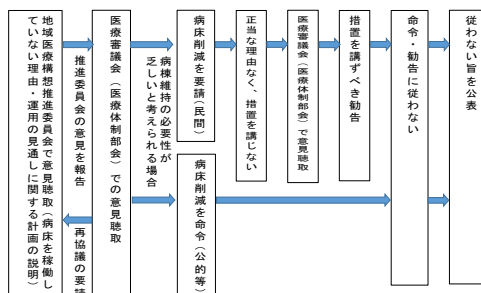 地域医療構想推進委員会で意見聴取（病床を稼働し
ていない理由・運用の見通しに関する計画の説明）
推進委員会の意見を報告
再協議の要請
医療審議会（医療体制部会）での意見聴取
病棟維持の必要性が
乏しいと考えられる場合
病床削減を要請（民間）
病床削減を命令（公的等）
正当な理由なく、措置を講じない
医療審議会（医療体制部会）で意見聴取
措置を講ずべき勧告
命令・勧告に従わない
従わない旨を公表